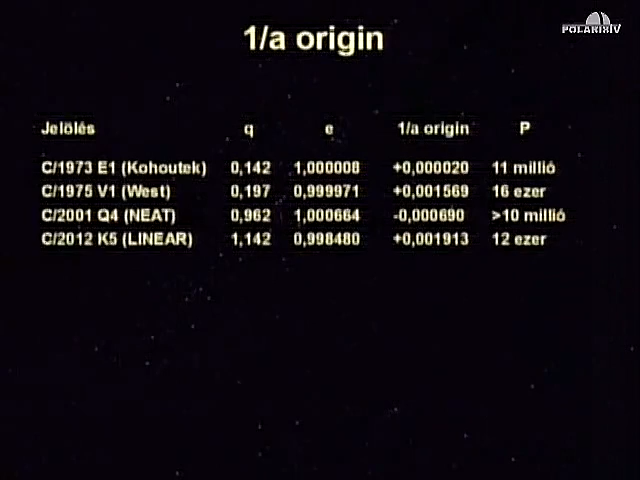 1/a origin
POLARISTV
Jelölés q e 1/a origin P
C/1973 E1 (Kohoutek) 0,142 1,000008 +0,000020 11 millió
C/1975 V1 (West) 0,197 0,999971 +0,001569 16 ezer
C/2001 Q4 (NEAT) 0,962 1,000664 -0,000690 >10 millió
C/2012 K5 (LINEAR) 1,142 0,998480 +0,001913 12 ezer